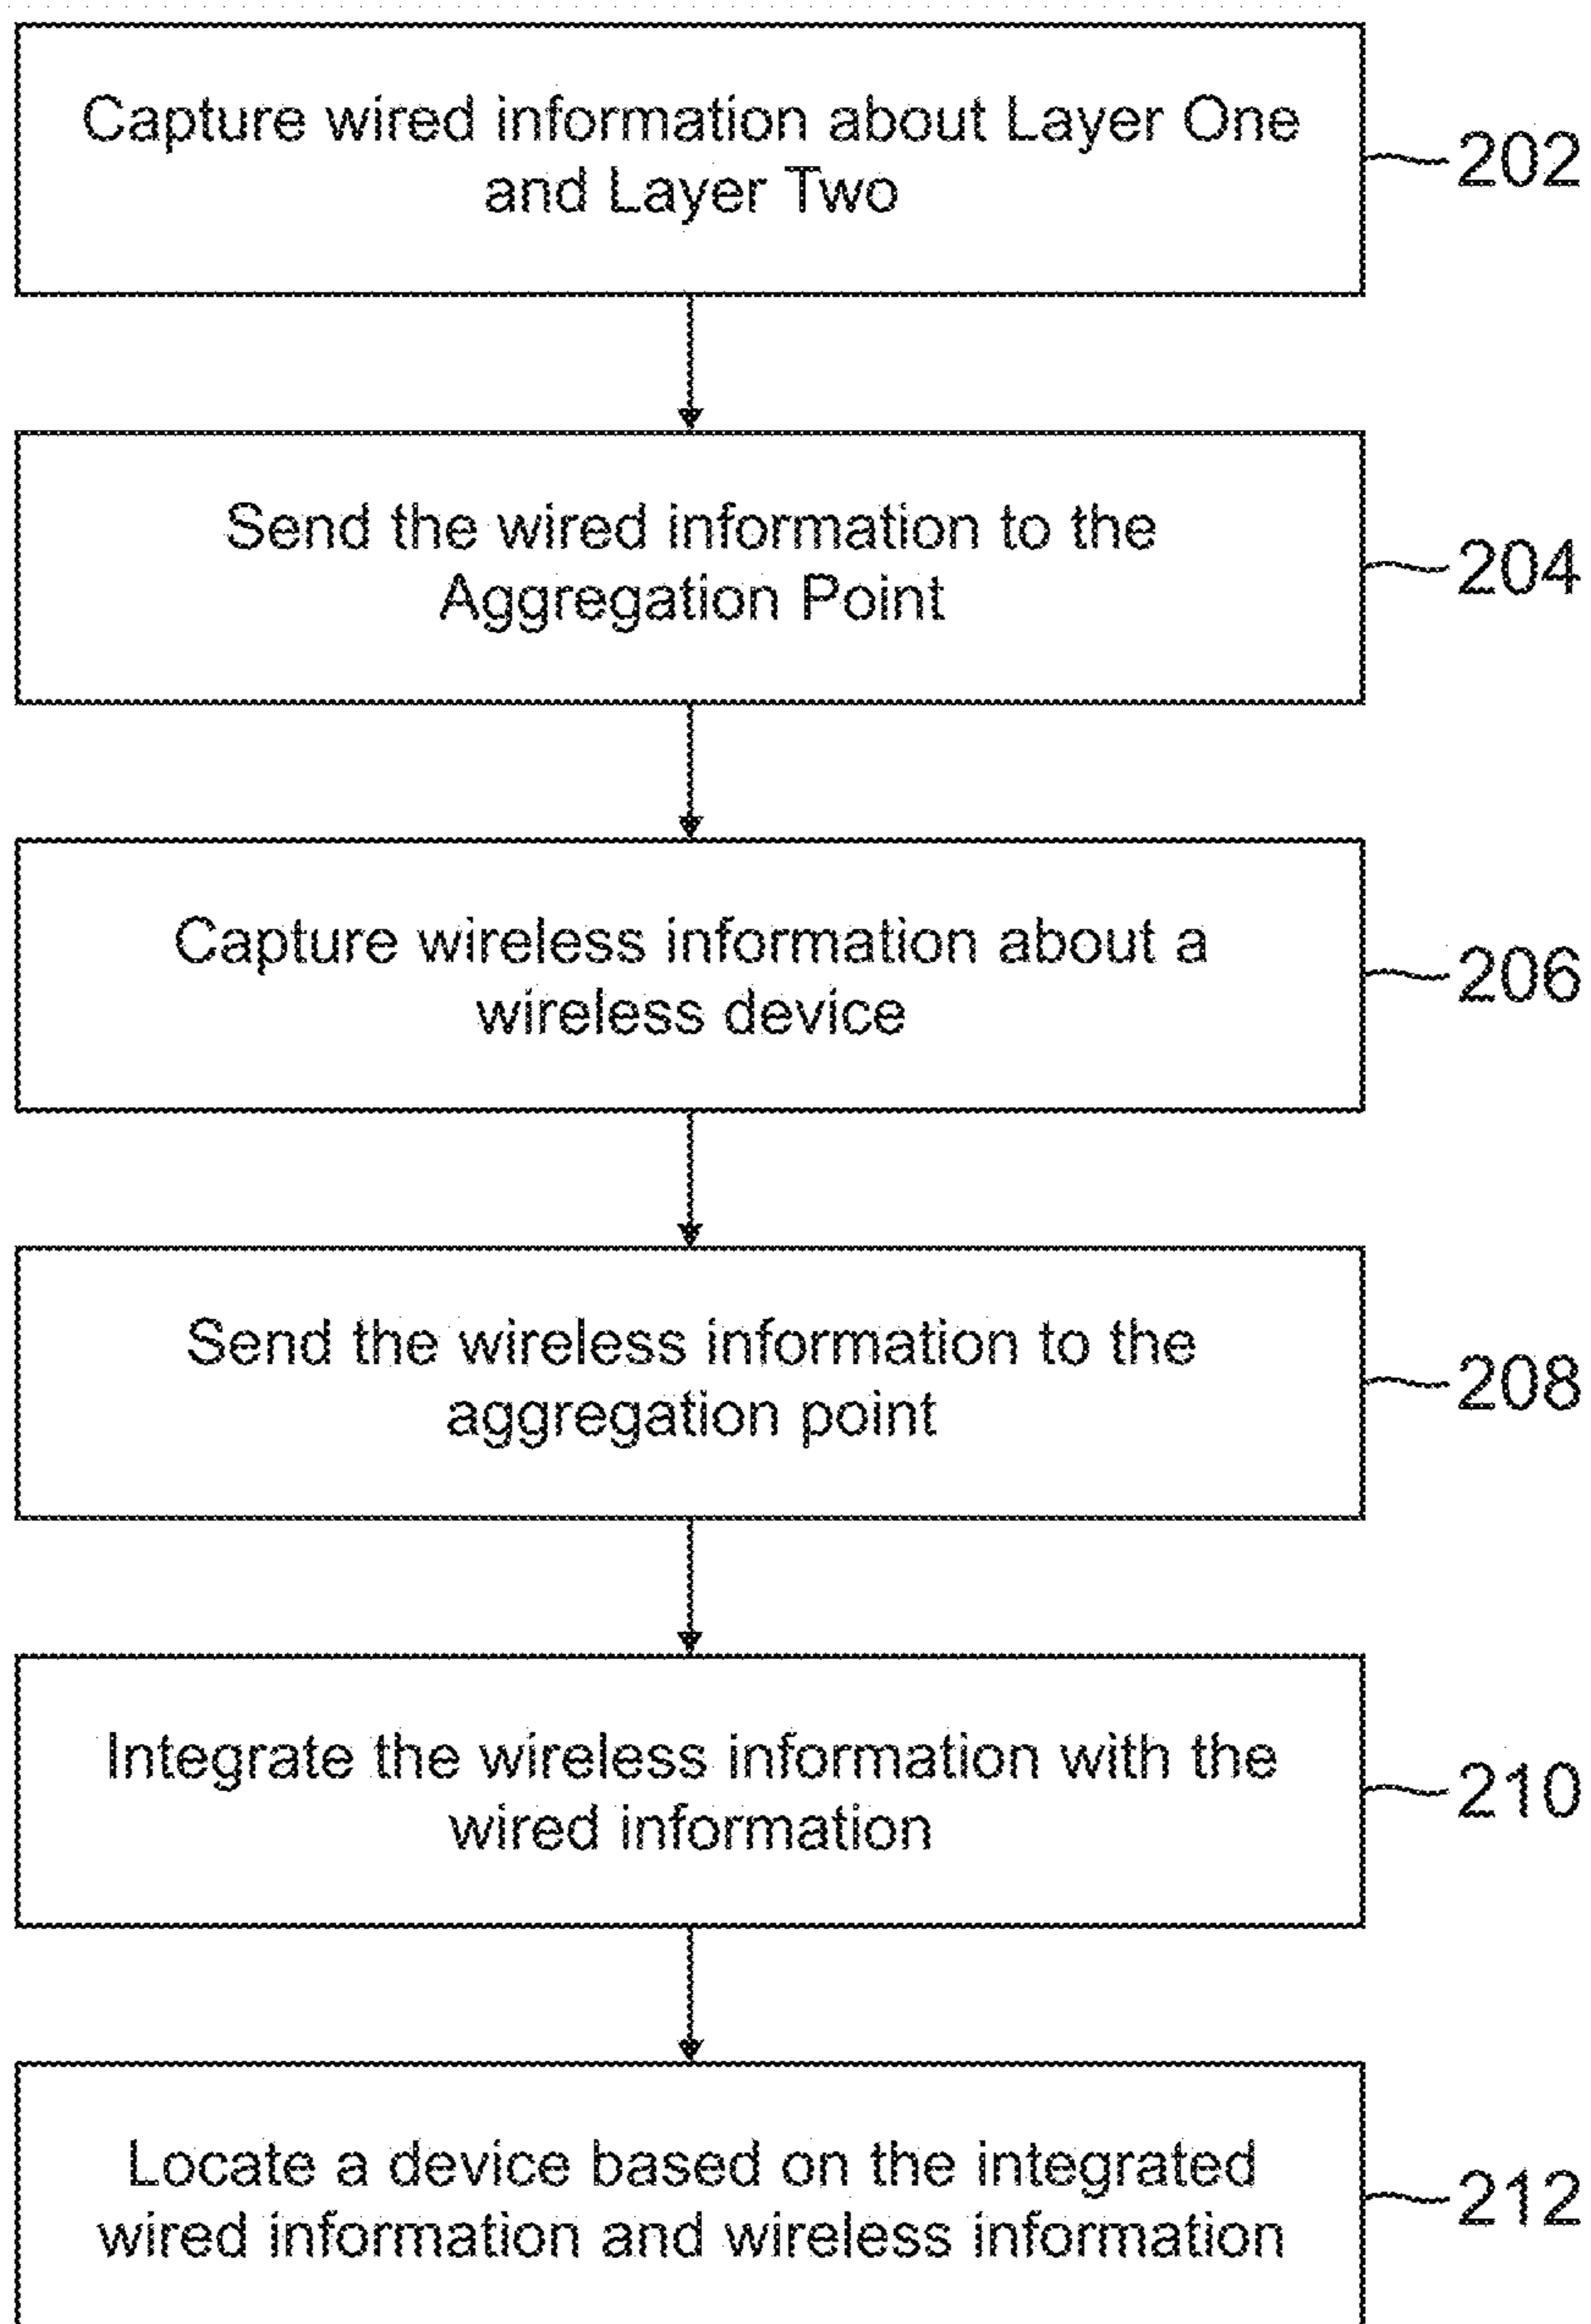 Capture wired information about Layer One
and Layer Two
202
Send the wired information to the
Aggregation Point
204
Capture wireless information about a
wireless device
206
Send the wireless information to the
aggregation point
208
Integrate the wireless information with the
wired information
210
Locate a device based on the integrated
wired information and wireless information
212